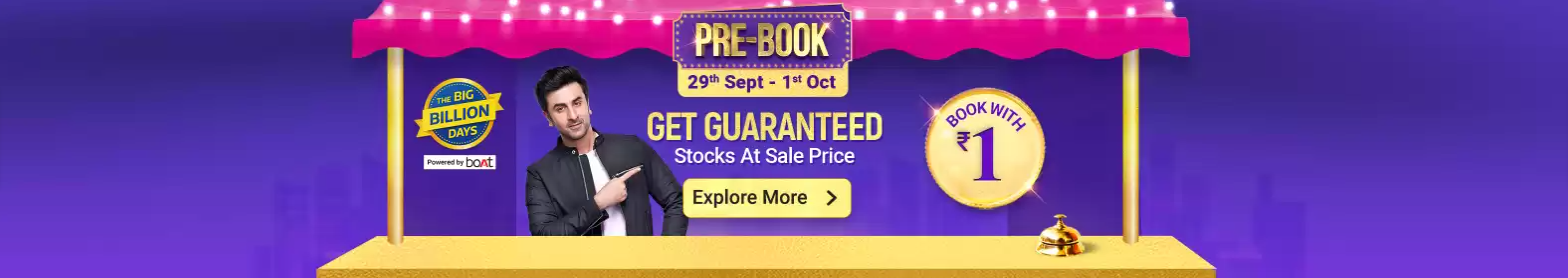 PRE-BOOK
29th Sept - 1st Oct
THE BIG
BILLION
DAYS
Powered by boAt
GET GUARANTEED
Stocks At Sale Price
Explore More
BOOK WITH
₹1